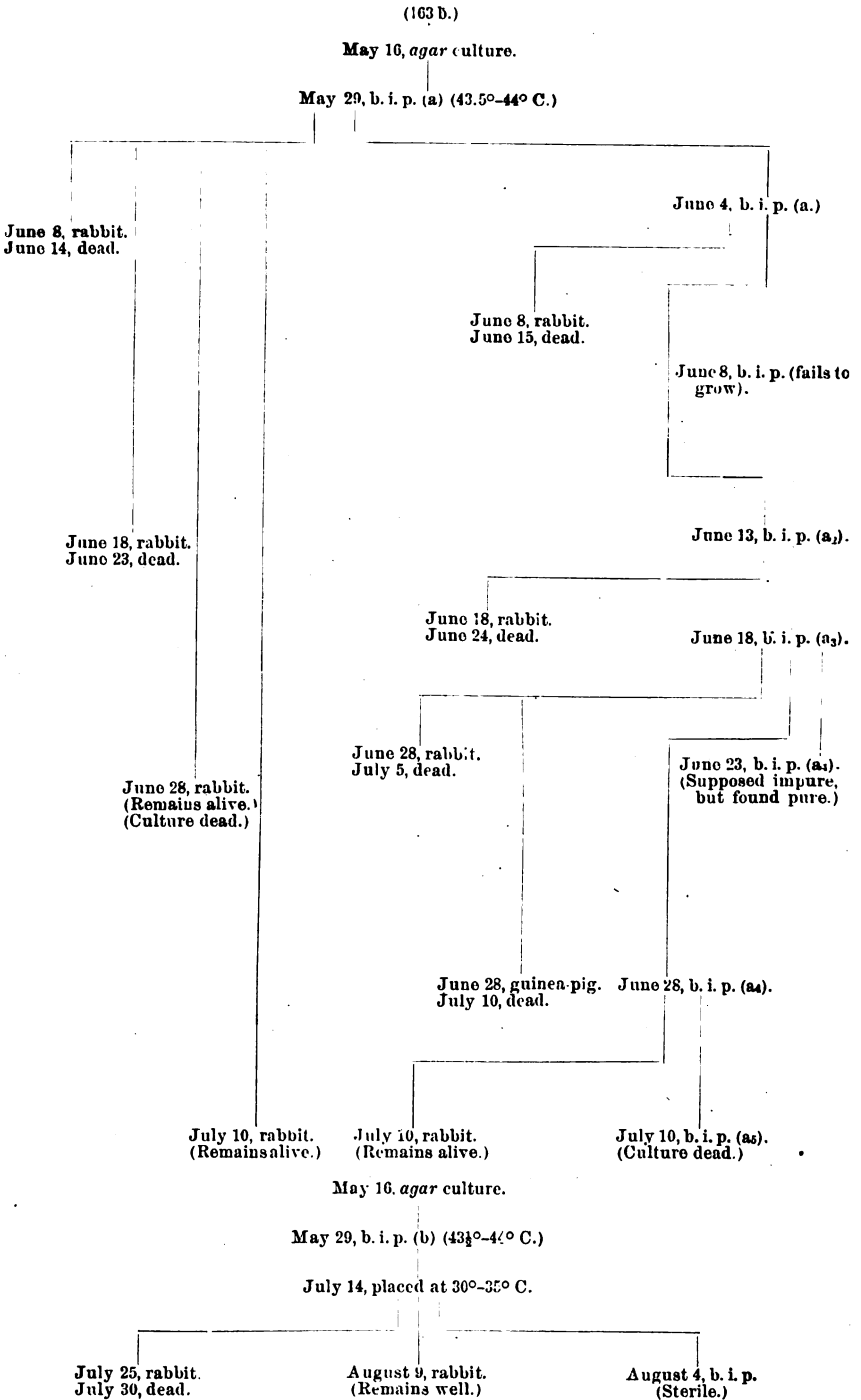 (163 b.)
May 16, agar culture.
May 29, b. i. p. (a) (43.5°–44° C.)
June 4, b. i. p. (a.)
June 8, rabbit.
June 14, dead.
June 8, rabbit.
June 15, dead.
June 8, b. i. p. (fails to
grow).
June 18, rabbit.
June 23, dead.
June 13, b. i. p. (a₂).
June 18, rabbit.
June 24, dead.
June 18, b. i. p. (a₃).
June 28, rabbit.
July 5, dead.
June 23, b. i. p. (a₄).
(Supposed impure,
but found pure.)
June 28, rabbit.
(Remains alive.)
(Culture dead.)
June 28, guinea-pig.
July 10, dead.
June 28, b. i. p. (a₄).
July 10, rabbit.
(Remains alive.)
July 10, rabbit.
(Remains alive.)
July 10, b. i. p. (a₅).
(Culture dead.)
May 16, agar culture.
May 29, b. i. p. (b) (43½°–44° C.)
July 14, placed at 30°–35° C.
July 25, rabbit.
July 30, dead.
August 9, rabbit.
(Remains well.)
August 4, b. i. p.
(Sterile.)